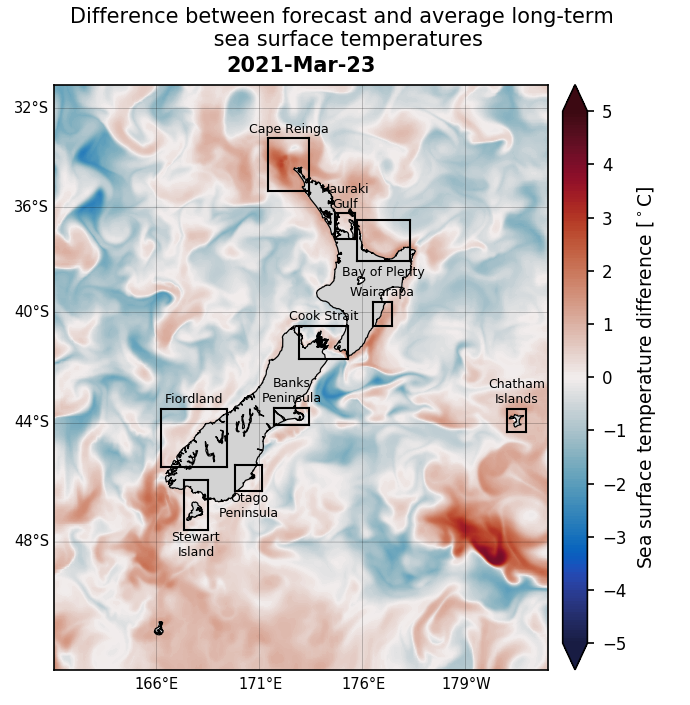 Difference between forecast and average long-term
sea surface temperatures
2021-Mar-23
32°S
36°S
40°S
44°S
48°S
Cape Reinga
Hauraki
Gulf
Bay of Plenty
Wairarapa
Cook Strait
Banks
Peninsula
Fiordland
Chatham
Islands
Otago
Peninsula
Stewart
Island
166°E
171°E
176°E
179°W
5
4
3
2
1
0
−1
−2
−3
−4
−5
Sea surface temperature difference [°C]